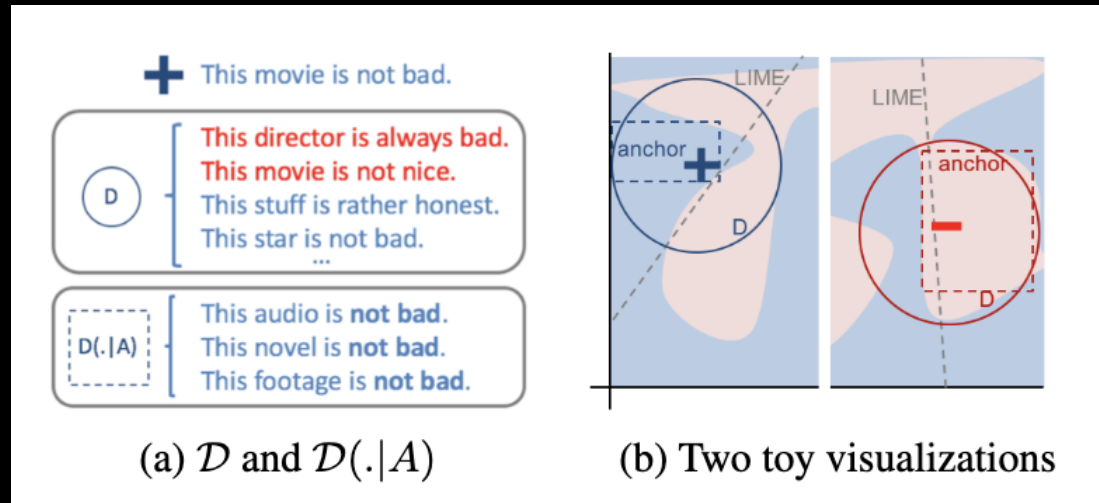 This movie is not bad.
This director is always bad.
This movie is not nice.
This stuff is rather honest.
This star is not bad.
...
D
This audio is not bad.
This novel is not bad.
This footage is not bad.
D(.|A)
(a) 𝒟 and 𝒟(.|A)
LIME
anchor
D
LIME
anchor
D
(b) Two toy visualizations